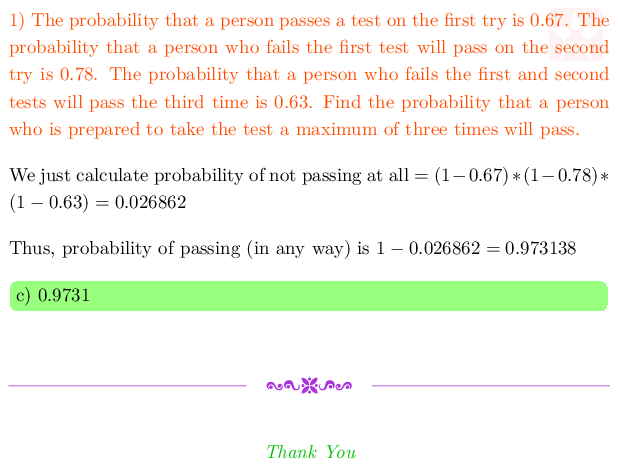 1) The probability that a person passes a test on the first try is 0.67. The
probability that a person who fails the first test will pass on the second
try is 0.78. The probability that a person who fails the first and second
tests will pass the third time is 0.63. Find the probability that a person
who is prepared to take the test a maximum of three times will pass.
We just calculate probability of not passing at all = (1−0.67)∗(1−0.78)∗
(1 − 0.63) = 0.026862
Thus, probability of passing (in any way) is 1 − 0.026862 = 0.973138
c) 0.9731
Thank You